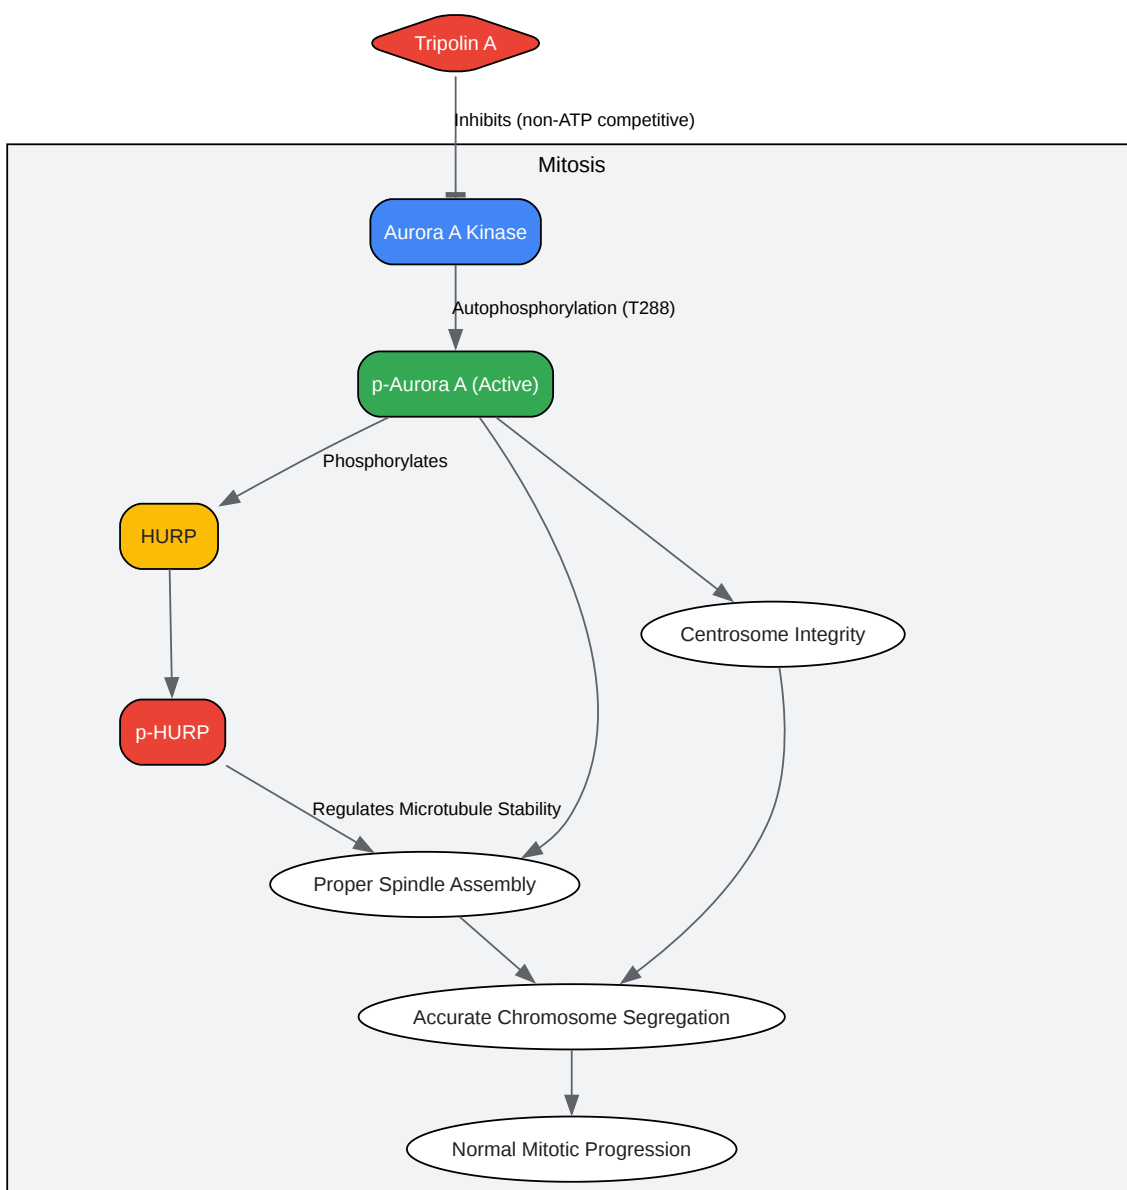 Tripolin A
Inhibits (non-ATP competitive)
Mitosis
Aurora A Kinase
Autophosphorylation (T288)
p-Aurora A (Active)
Phosphorylates
HURP
Centrosome Integrity
p-HURP
Regulates Microtubule Stability
Proper Spindle Assembly
Accurate Chromosome Segregation
Normal Mitotic Progression